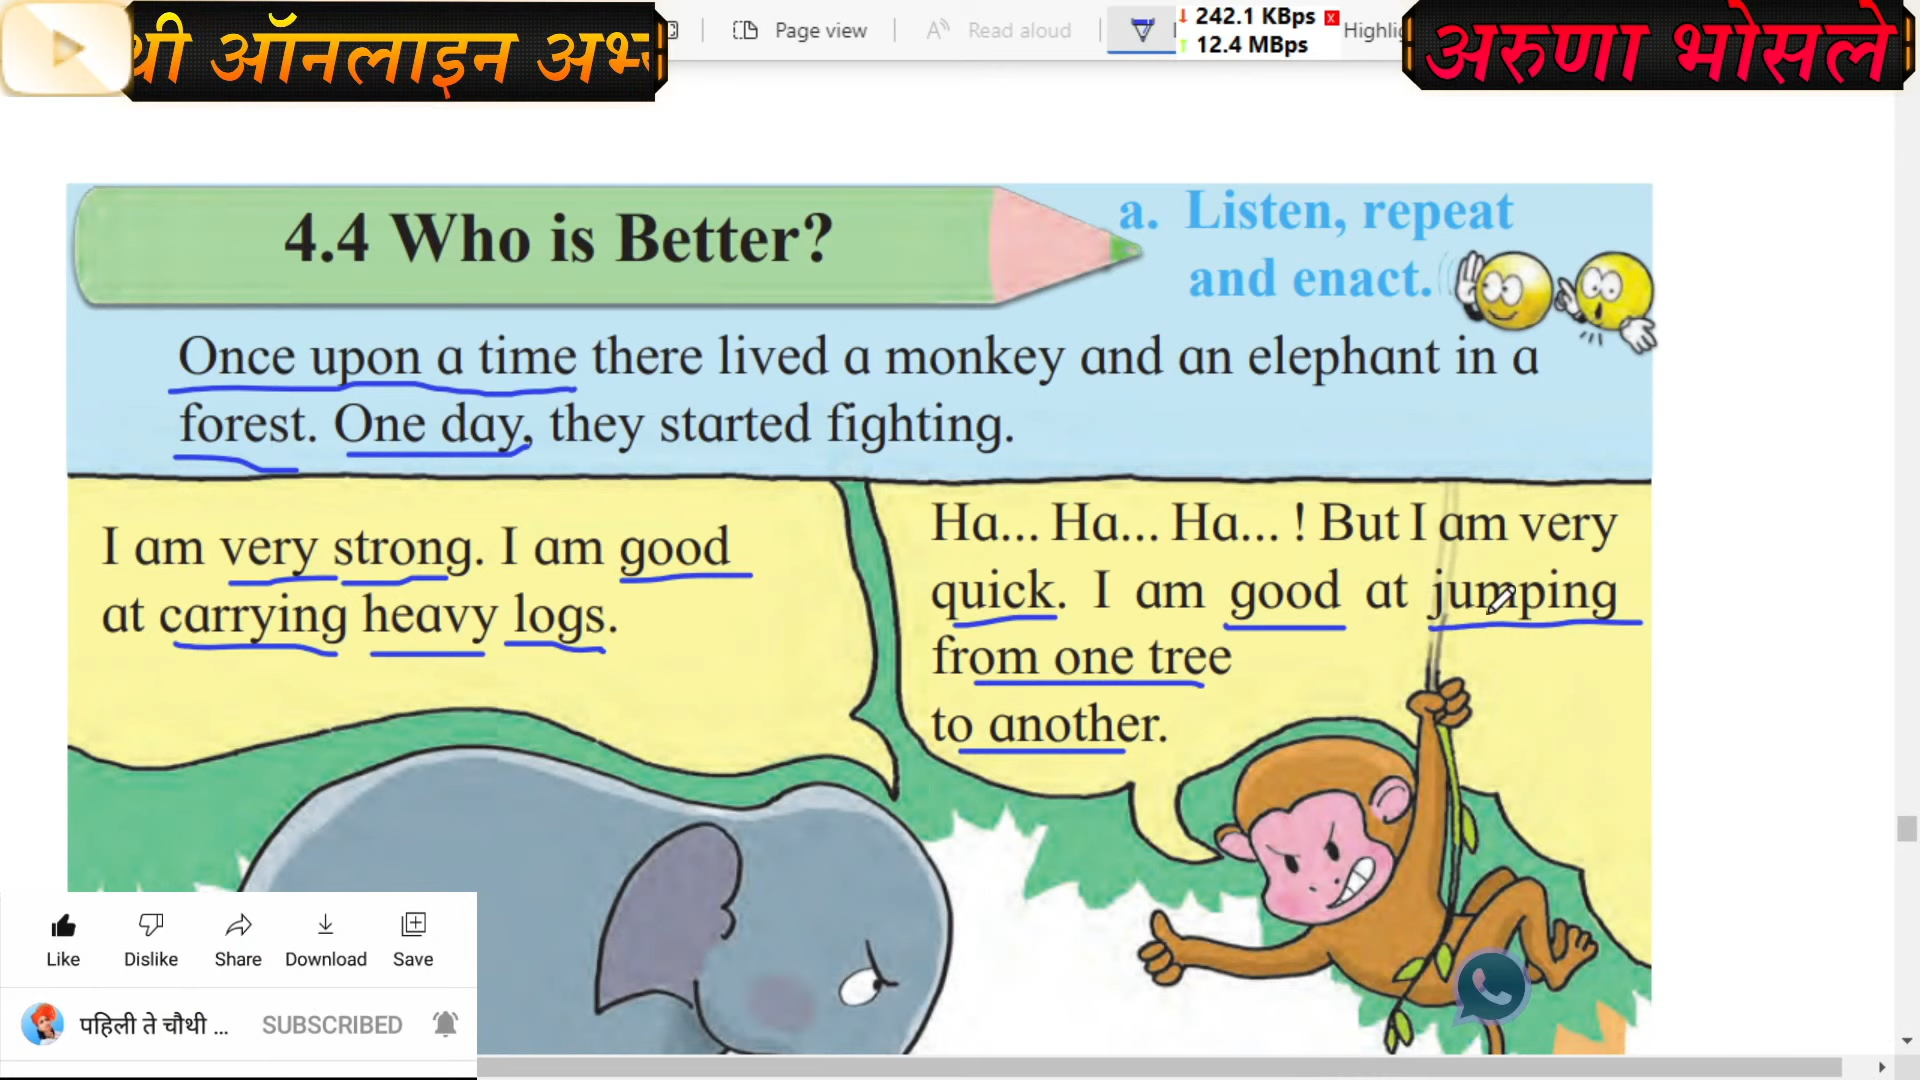 थी ऑनलाइन
Page view
Read aloud
242.1 KBps
12.4 MBps
अरुणा भोसले
4.4 Who is Better?
a. Listen, repeat
and enact.
Once upon a time there lived a monkey and an elephant in a
forest. One day, they started fighting.
I am very strong. I am good
at carrying heavy logs.
Ha... Ha... Ha... ! But I am very
quick. I am good at jumping
from one tree
to another.
Like
Dislike
Share
Download
Save
पहिली ते चौथी ...
SUBSCRIBED